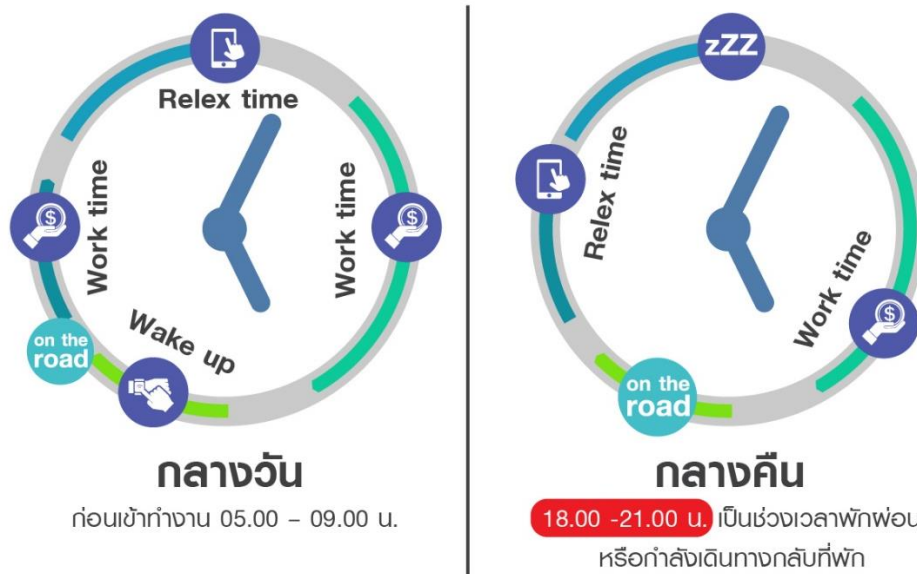 Relex time
Work time
Work time
Wake up
on the
road
$
$
กลางวัน
ก่อนเข้าทำงาน 05.00 – 09.00 น.
zZZ
Relex time
Work time
$
on the
road
กลางคืน
18.00 -21.00 น. เป็นช่วงเวลาพักผ่อน
หรือกำลังเดินทางกลับที่พัก